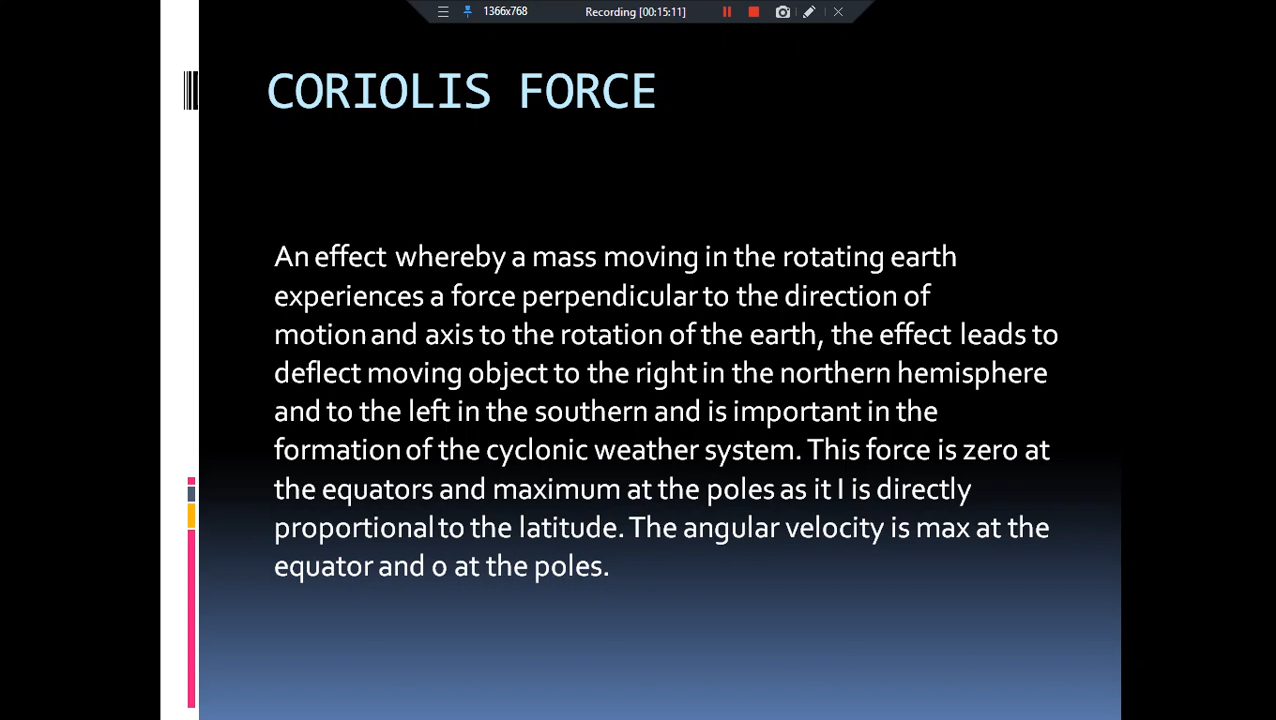 1366x768 Recording [00:15:11]
CORIOLIS FORCE
An effect whereby a mass moving in the rotating earth
experiences a force perpendicular to the direction of
motion and axis to the rotation of the earth, the effect leads to
deflect moving object to the right in the northern hemisphere
and to the left in the southern and is important in the
formation of the cyclonic weather system. This force is zero at
the equators and maximum at the poles as it I is directly
proportional to the latitude. The angular velocity is max at the
equator and 0 at the poles.